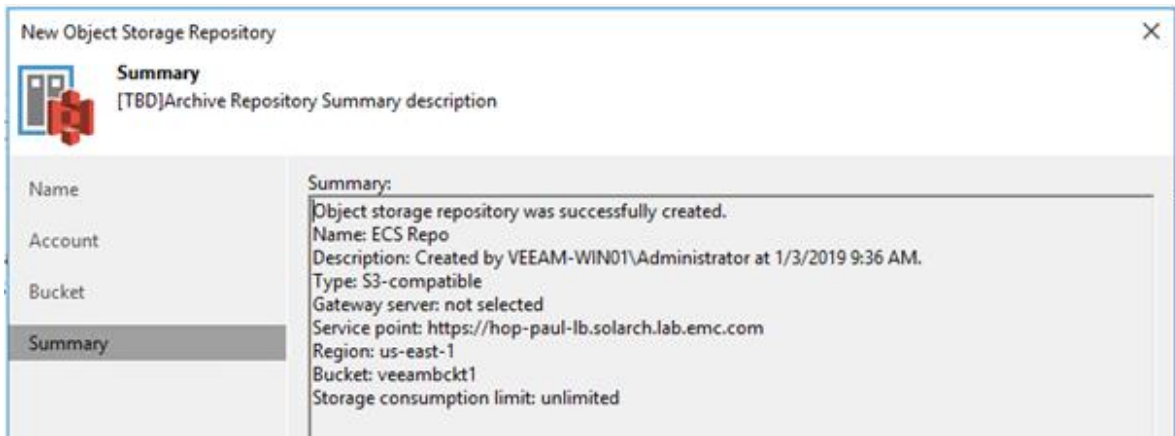 New Object Storage Repository
Summary
[TBD]Archive Repository Summary description
Name
Account
Bucket
Summary
Summary:
Object storage repository was successfully created.
Name: ECS Repo
Description: Created by VEEAM-WIN01\Administrator at 1/3/2019 9:36 AM.
Type: S3-compatible
Gateway server: not selected
Service point: https://hop-paul-lb.solarch.lab.emc.com
Region: us-east-1
Bucket: veeambckt1
Storage consumption limit: unlimited